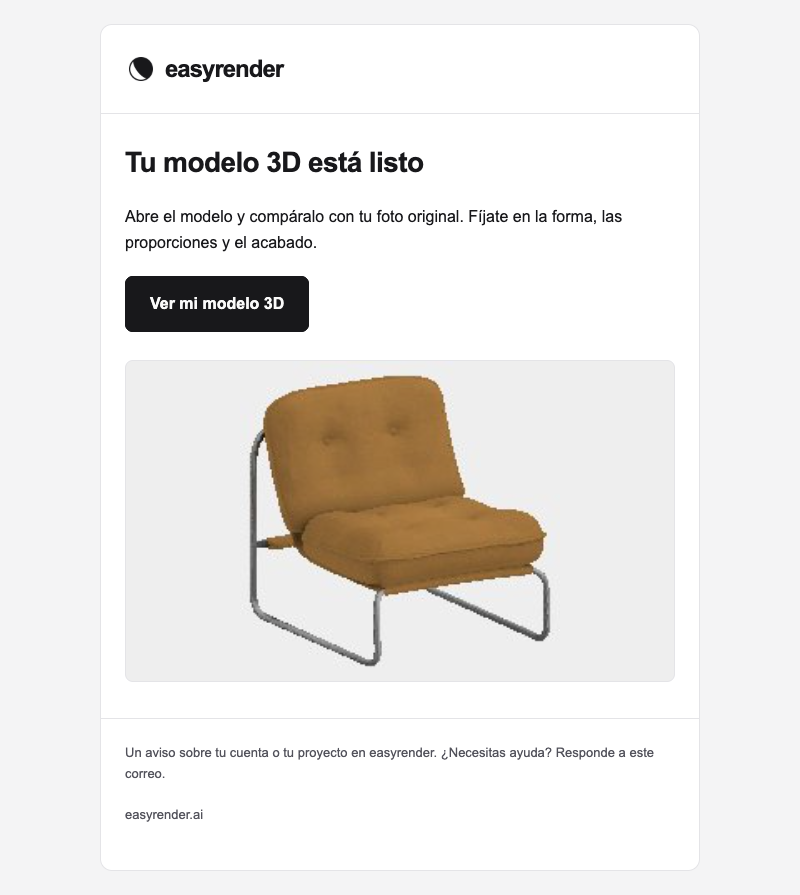 easyrender
Tu modelo 3D está listo
Abre el modelo y compáralo con tu foto original. Fíjate en la forma, las
proporciones y el acabado.
Ver mi modelo 3D
Un aviso sobre tu cuenta o tu proyecto en easyrender. ¿Necesitas ayuda? Responde a este
correo.
easyrender.ai